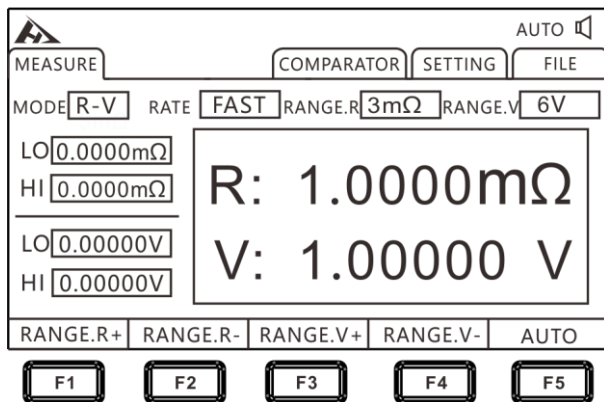 AUTO
MEASURE COMPARATOR SETTING FILE
MODE R-V RATE FAST RANGE.R 3mΩ RANGE.V 6V
LO 0.0000mΩ
HI 0.0000mΩ
R: 1.0000mΩ
LO 0.00000V
HI 0.00000V
V: 1.00000 V
RANGE.R+ RANGE.R- RANGE.V+ RANGE.V- AUTO
F1 F2 F3 F4 F5